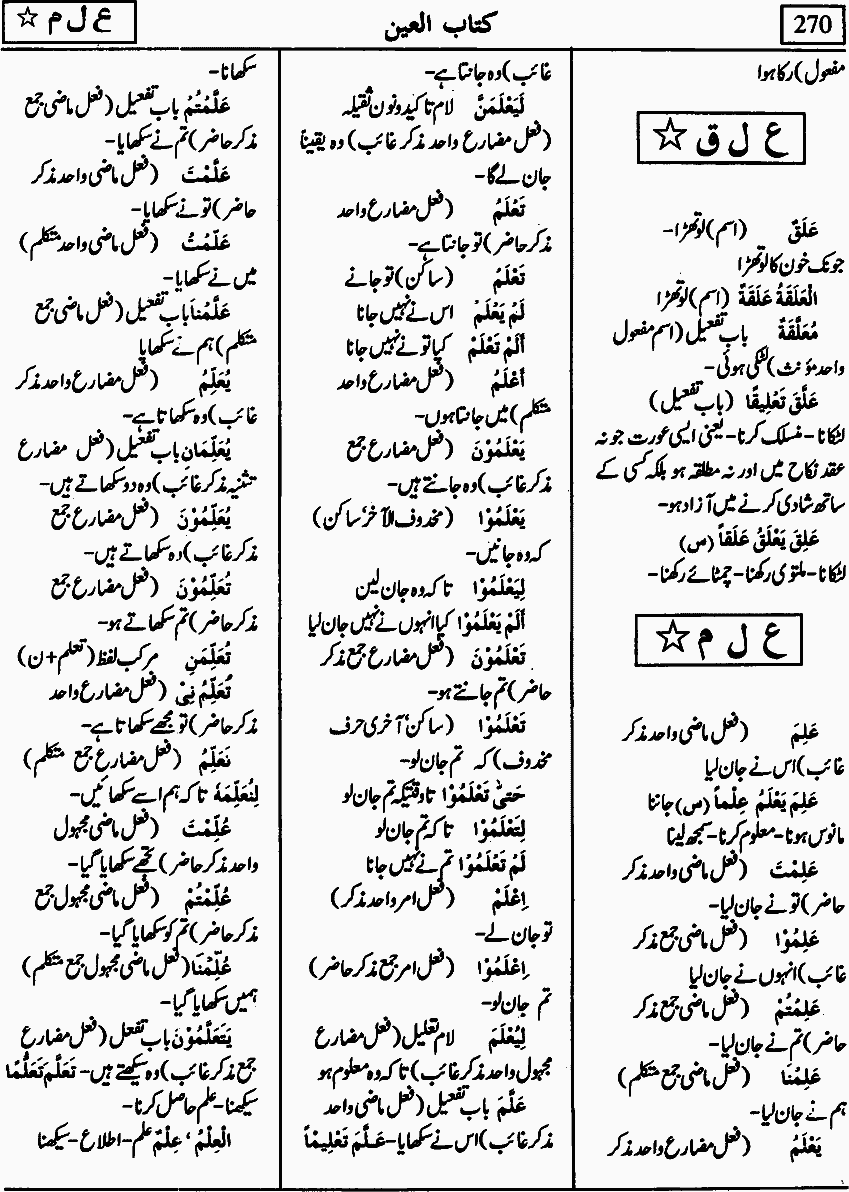 270
کتاب العین
ع ل م ☆
مفعول) رکا ہوا
ع ل ق ☆
عَلَقٌ (اسم) لوتھڑا۔
جونک خون کا لوتھڑا
الْعَلَقَةُ عَلَقَةً (اسم) لوتھڑا
مُعَلَّقَةٌ باب تفعیل (اسم مفعول
واحد مؤنث) لٹکی ہوئی۔
عَلَّقَ تَعْلِيقًا (باب تفعیل)
لٹکانا۔ منسلک کرنا۔ یعنی ایسی عورت جو نہ
عقد نکاح میں اور نہ مطلقہ ہو بلکہ کسی کے
ساتھ شادی کرنے میں آزاد ہو۔
عَلِقَ يَعْلَقُ عَلَقاً (س)
لٹکانا۔ ملتوی رکھنا۔ چمٹائے رکھنا۔
ع ل م ☆
عَلِمَ (فعل ماضی واحد مذکر
غائب) اس نے جان لیا
عَلِمَ يَعْلَمُ عِلْماً (س) جاننا
مانوس ہونا۔ معلوم کرنا۔ سمجھ لینا
عَلِمْتَ (فعل ماضی واحد مذکر
حاضر) تو نے جان لیا۔
عَلِمُوْا (فعل ماضی جمع مذکر
غائب) انہوں نے جان لیا
عَلِمْتُمْ (فعل ماضی جمع مذکر
حاضر) تم نے جان لیا۔
عَلِمْنَا (فعل ماضی جمع متکلم)
ہم نے جان لیا۔
يَعْلَمُ (فعل مضارع واحد مذکر
غائب) وہ جانتا ہے۔
لَيَعْلَمَنَّ لام تاکید ونون ثقیلہ
(فعل مضارع واحد مذکر غائب) وہ یقیناً
جان لے گا۔
تَعْلَمُ (فعل مضارع واحد
مذکر حاضر) تو جانتا ہے۔
تَعْلَمْ (ساکن) تو جانے
لَمْ يَعْلَمْ اس نے نہیں جانا
أَلَمْ تَعْلَمْ کیا تو نے نہیں جانا
أَعْلَمُ (فعل مضارع واحد
متکلم) میں جانتا ہوں۔
يَعْلَمُوْنَ (فعل مضارع جمع
مذکر غائب) وہ جانتے ہیں۔
يَعْلَمُوْا (محذوف الآخر، ساکن)
کہ وہ جانیں۔
لِيَعْلَمُوْا تاکہ وہ جان لین
أَلَمْ يَعْلَمُوْا کیا انہوں نے نہیں جان لیا
تَعْلَمُوْنَ (فعل مضارع جمع مذکر
حاضر) تم جانتے ہو۔
تَعْلَمُوْا (ساکن، آخری حرف
محذوف) کہ تم جان لو۔
حَتىّٰ تَعْلَمُوْا تاوقتیکہ تم جان لو
لِتَعْلَمُوْا تاکہ تم جان لو
لَمْ تَعْلَمُوْا تم نے نہیں جانا
اِعْلَمْ (فعل امر واحد مذکر)
تو جان لے۔
اِعْلَمُوْا (فعل امر جمع مذکر حاضر)
تم جان لو۔
لِيُعْلَمَ لام تعلیل (فعل مضارع
مجہول واحد مذکر غائب) تاکہ وہ معلوم ہو
عَلَّمَ باب تفعیل (فعل ماضی واحد
مذکر غائب) اس نے سکھایا۔ عَلَّمَ تَعْلِيْماً
سکھانا۔
عَلَّمْتُمْ باب تفعیل (فعل ماضی جمع
مذکر حاضر) تم نے سکھایا۔
عَلَّمْتَ (فعل ماضی واحد مذکر
حاضر) تو نے سکھایا۔
عَلَّمْتُ (فعل ماضی واحد متکلم)
میں نے سکھایا۔
عَلَّمْنَا باب تفعیل (فعل ماضی جمع
متکلم) ہم نے سکھایا
يُعَلِّمُ (فعل مضارع واحد مذکر
غائب) وہ سکھاتا ہے۔
يُعَلِّمَانِ باب تفعیل (فعل مضارع
تثنیہ مذکر غائب) وہ دو سکھاتے ہیں۔
يُعَلِّمُوْنَ (فعل مضارع جمع
مذکر غائب) وہ سکھاتے ہیں۔
تُعَلِّمُوْنَ (فعل مضارع جمع
حاضر) تم سکھاتے ہو۔
تُعَلِّمَنِ مرکب لفظ (تعلم+ن)
تُعَلِّمُ نِىْ (فعل مضارع واحد
مذکر حاضر) تو مجھے سکھاتا ہے۔
نَعَلِّمُ (فعل مضارع جمع متکلم)
لِنُعَلِّمَهٗ تاکہ ہم اسے سکھائیں۔
عُلِّمْتَ (فعل ماضی مجہول
واحد مذکر حاضر) تجھے سکھایا گیا۔
عُلِّمْتُمْ (فعل ماضی مجہول جمع
مذکر حاضر) تم کو سکھایا گیا۔
عُلِّمْنَا (فعل ماضی مجہول جمع متکلم)
ہمیں سکھایا گیا۔
يَتَعَلَّمُوْنَ باب تفعل (فعل مضارع
جمع مذکر غائب) وہ سیکھتے ہیں۔ تَعَلَّمَ تَعَلُّمًا
سیکھنا۔ علم حاصل کرنا۔
الْعِلْمُ، عِلْمٌ علم۔ اطلاع۔ سیکھنا